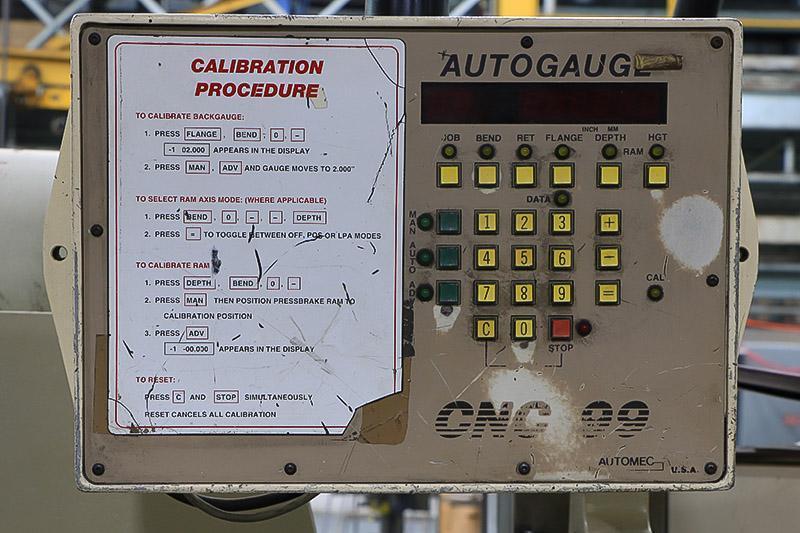 CALIBRATION
PROCEDURE
TO CALIBRATE BACKGAUGE:
1. PRESS FLANGE, BEND, 0, -
-1 02.000 APPEARS IN THE DISPLAY
2. PRESS MAN, ADV AND GAUGE MOVES TO 2.000"
TO SELECT RAM AXIS MODE: (WHERE APPLICABLE)
1. PRESS BEND, 0, -, -, DEPTH
2. PRESS = TO TOGGLE BETWEEN OFF, POS OR LPA MODES
TO CALIBRATE RAM
1. PRESS DEPTH, BEND, 0, -
2. PRESS MAN THEN POSITION PRESSBRAKE RAM TO
CALIBRATION POSITION
3. PRESS ADV
-1 -00.000 APPEARS IN THE DISPLAY
TO RESET:
PRESS C AND STOP SIMULTANEOUSLY
RESET CANCELS ALL CALIBRATION
AUTOGAUGE
INCH MM
JOB BEND RET FLANGE DEPTH HGT
RAM
DATA
MAN AUTO ADV
1 2 3 +
4 5 6 -
7 8 9 =
CAL
C 0
STOP
CNC 99
AUTOMEC U.S.A.